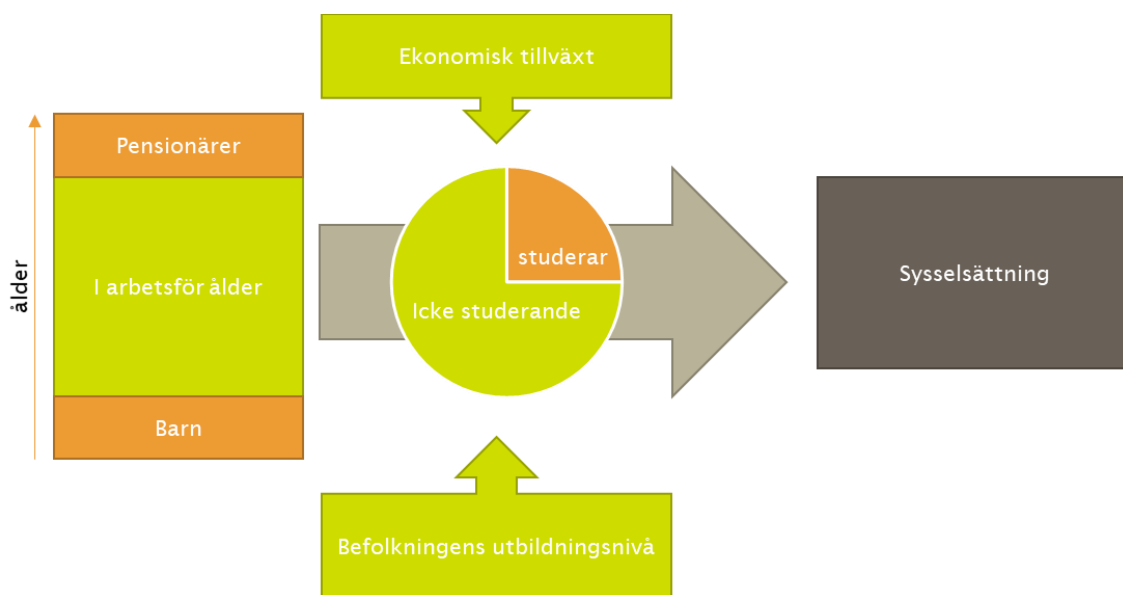 Ekonomisk tillväxt
Pensionärer
ålder
I arbetsför ålder
Barn
studerar
Icke studerande
Sysselsättning
Befolkningens utbildningsnivå